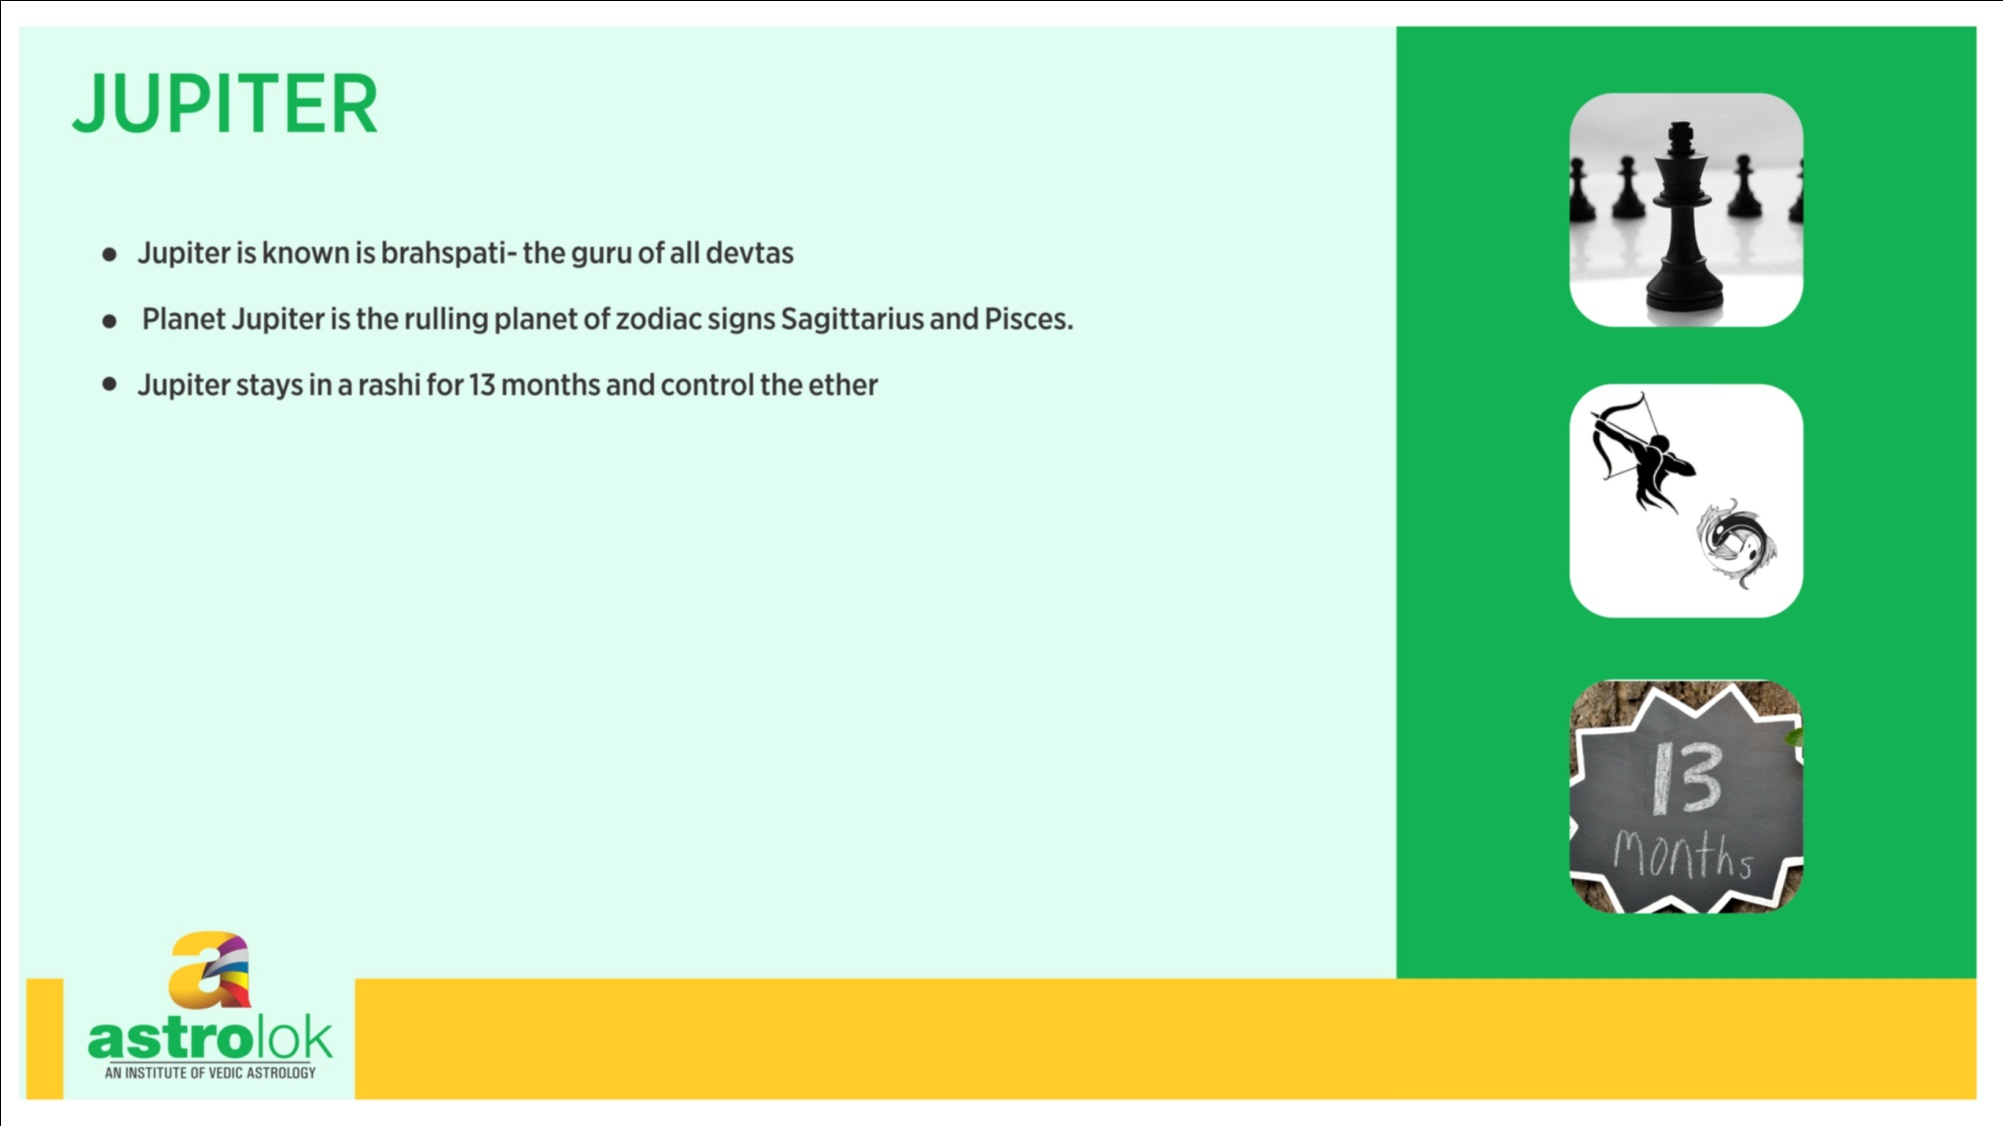 JUPITER
Jupiter is known is brahspati- the guru of all devtas
Planet Jupiter is the rulling planet of zodiac signs Sagittarius and Pisces.
Jupiter stays in a rashi for 13 months and control the ether
13
Months
a
astrolok
AN INSTITUTE OF VEDIC ASTROLOGY